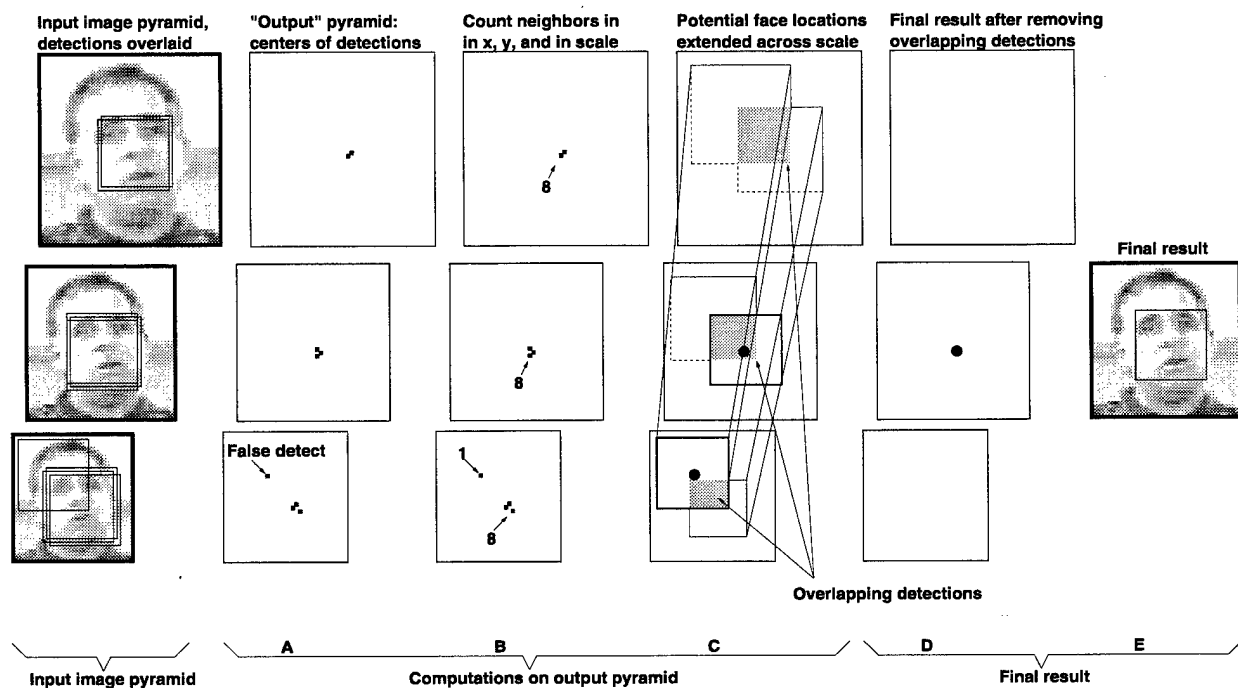 Input image pyramid,
detections overlaid
"Output" pyramid:
centers of detections
Count neighbors in
in x, y, and in scale
Potential face locations
extended across scale
Final result after removing
overlapping detections
8
Final result
8
False detect
1
8
Overlapping detections
A
B
C
D
E
Input image pyramid
Computations on output pyramid
Final result